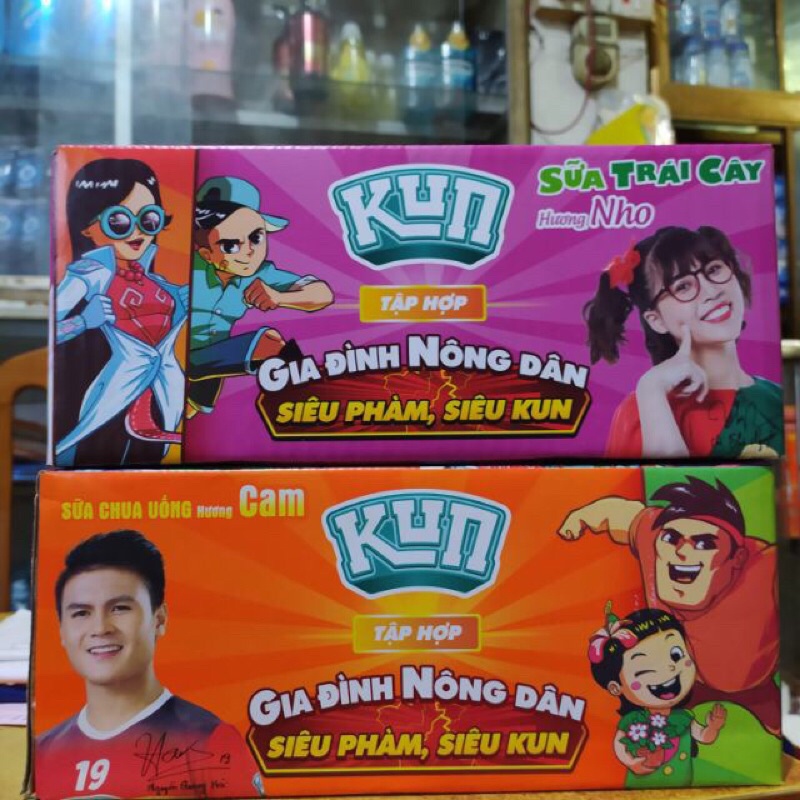 KUN
SỮA TRÁI CÂY
Hương Nho
TẬP HỢP
GIA ĐÌNH NÔNG DÂN
SIÊU PHÀM, SIÊU KUN
SỮA CHUA UỐNG Hương Cam
KUN
TẬP HỢP
GIA ĐÌNH NÔNG DÂN
SIÊU PHÀM, SIÊU KUN
19
19